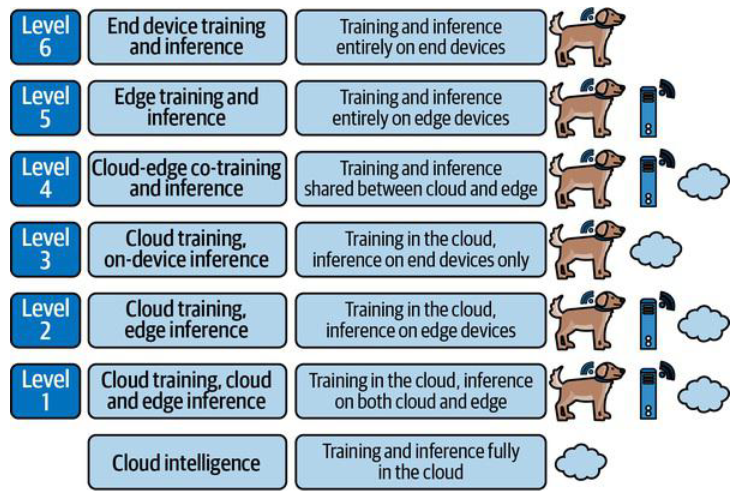 Level
6
End device training
and inference
Training and inference
entirely on end devices
Level
5
Edge training and
inference
Training and inference
entirely on edge devices
Level
4
Cloud-edge co-training
and inference
Training and inference
shared between cloud and edge
Level
3
Cloud training,
on-device inference
Training in the cloud,
inference on end devices only
Level
2
Cloud training,
edge inference
Training in the cloud,
inference on edge devices
Level
1
Cloud training, cloud
and edge inference
Training in the cloud, inference
on both cloud and edge
Cloud intelligence
Training and inference fully
in the cloud